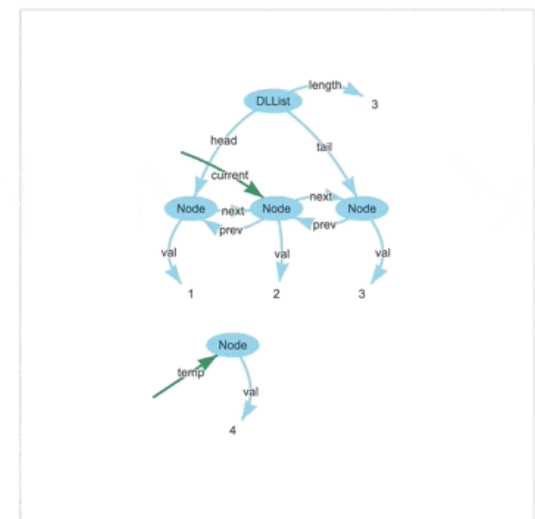 length
DLList
3
head
tail
current
next
Node next Node Node
prev prev
val val val
1 2 3
Node
temp
val
4